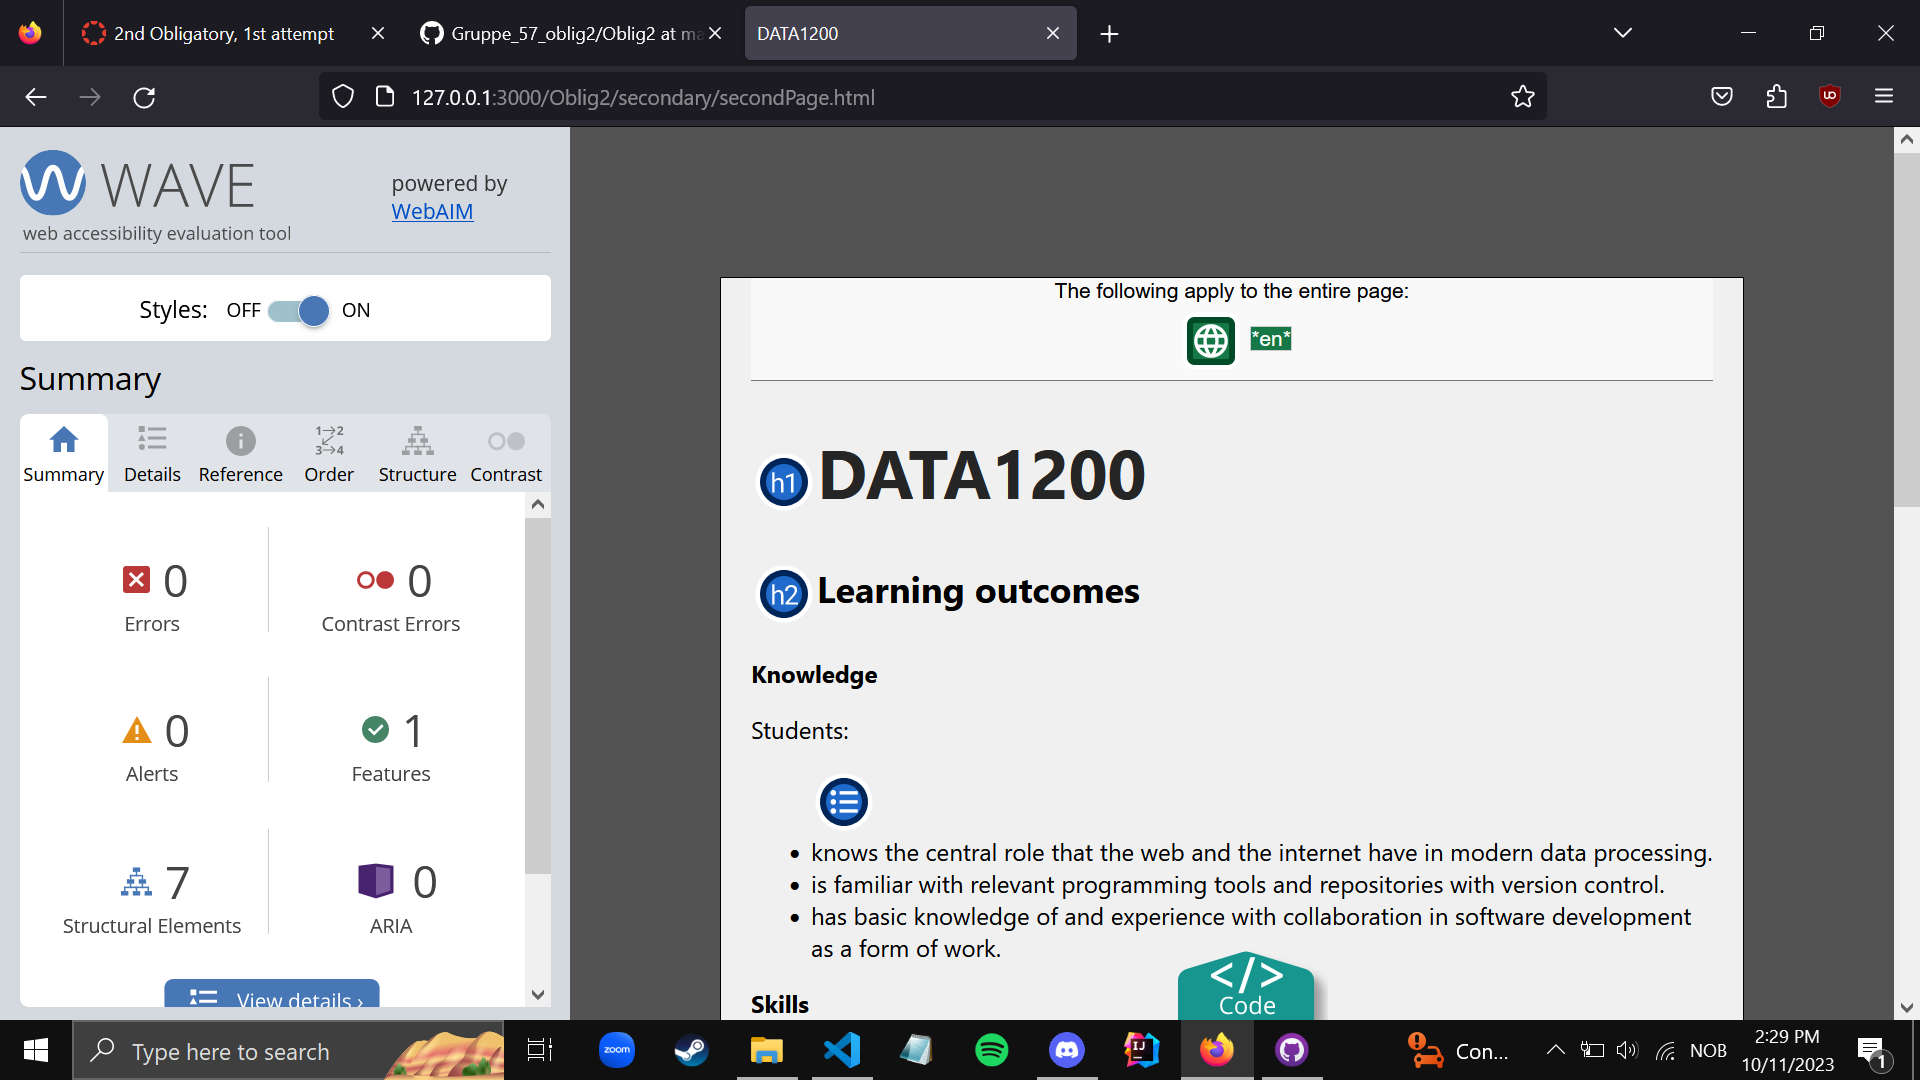 2nd Obligatory, 1st attempt
Gruppe_57_oblig2/Oblig2 at ma
DATA1200
127.0.0.1:3000/Oblig2/secondary/secondPage.html
WAVE
powered by
WebAIM
web accessibility evaluation tool
Styles: OFF ON
Summary
Summary Details Reference Order Structure Contrast
0 0
Errors Contrast Errors
0 1
Alerts Features
7 0
Structural Elements ARIA
View details ›
The following apply to the entire page:
*en*
h1 DATA1200
h2 Learning outcomes
Knowledge
Students:
• knows the central role that the web and the internet have in modern data processing.
• is familiar with relevant programming tools and repositories with version control.
• has basic knowledge of and experience with collaboration in software development
as a form of work.
Skills
</>
Code
Type here to search
zoom
IJ
Con...
NOB
2:29 PM
10/11/2023
1